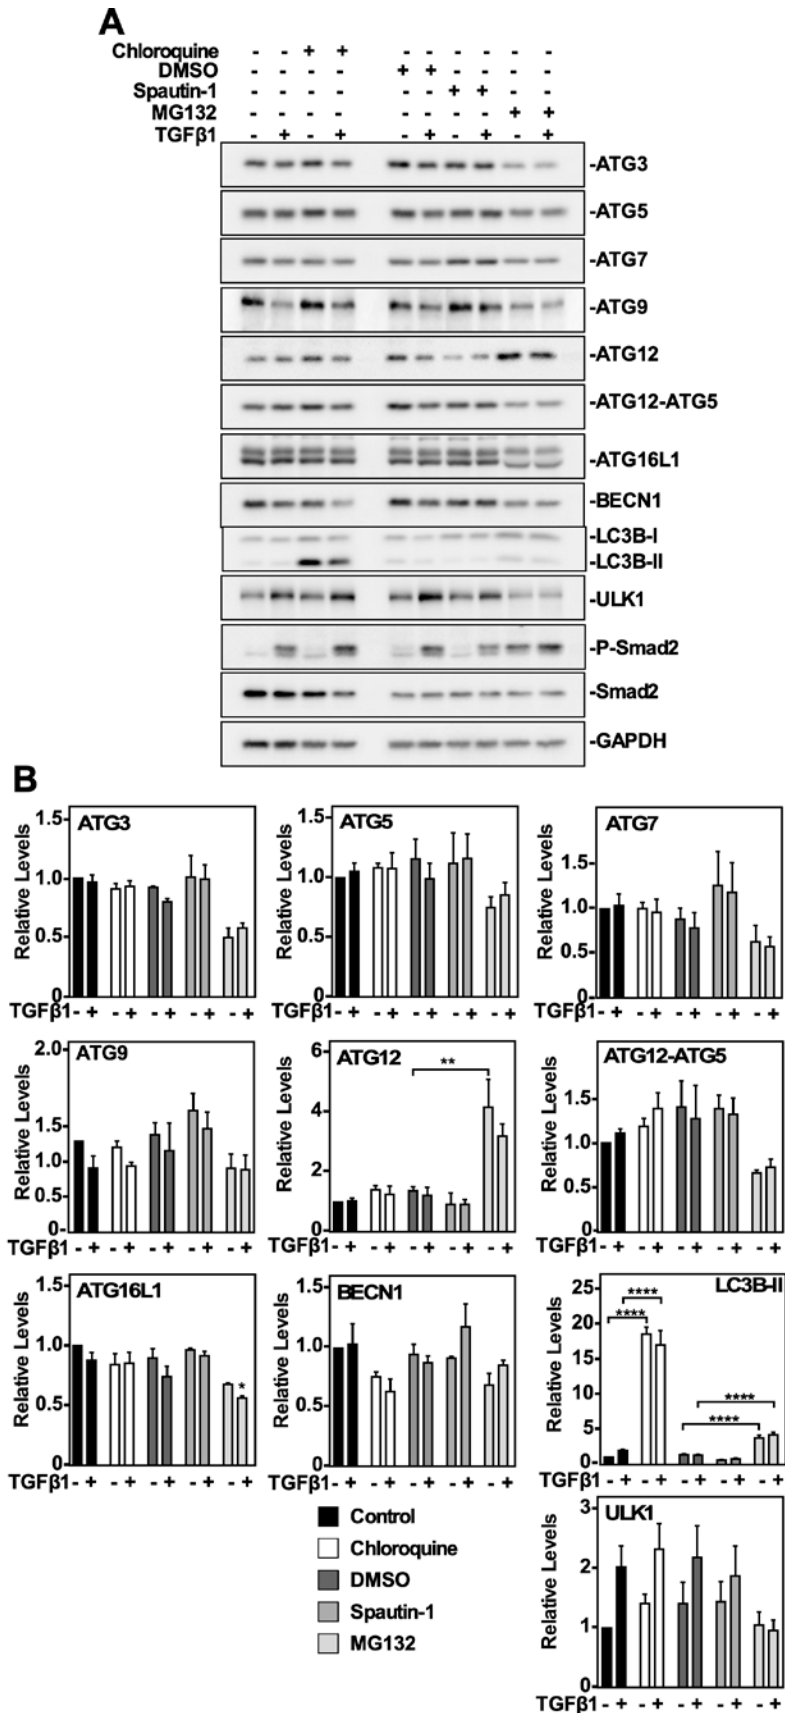 A
Chloroquine - - + + - - - - - -
DMSO - - - - + + - - - -
Spautin-1 - - - - - - + + - -
MG132 - - - - - - - - + +
TGFβ1 - + - + - + - + - +
-ATG3
-ATG5
-ATG7
-ATG9
-ATG12
-ATG12-ATG5
-ATG16L1
-BECN1
-LC3B-I
-LC3B-II
-ULK1
-P-Smad2
-Smad2
-GAPDH
B
ATG3
Relative Levels
1.5
1.0
0.5
0
TGFβ1 - + - + - + - + - +
ATG5
Relative Levels
1.5
1.0
0.5
0
TGFβ1 - + - + - + - + - +
ATG7
Relative Levels
1.5
1.0
0.5
0
TGFβ1 - + - + - + - + - +
ATG9
Relative Levels
2.0
1.5
1.0
0.5
0
TGFβ1 - + - + - + - + - +
ATG12
Relative Levels
6
4
2
0
**
TGFβ1 - + - + - + - + - +
ATG12-ATG5
Relative Levels
1.5
1.0
0.5
0
TGFβ1 - + - + - + - + - +
ATG16L1
Relative Levels
1.5
1.0
0.5
0
*
TGFβ1 - + - + - + - + - +
BECN1
Relative Levels
1.5
1.0
0.5
0
TGFβ1 - + - + - + - + - +
LC3B-II
Relative Levels
25
20
15
10
5
0
****
****
****
****
TGFβ1 - + - + - + - + - +
Control
Chloroquine
DMSO
Spautin-1
MG132
ULK1
Relative Levels
3
2
1
0
TGFβ1 - + - + - + - + - +